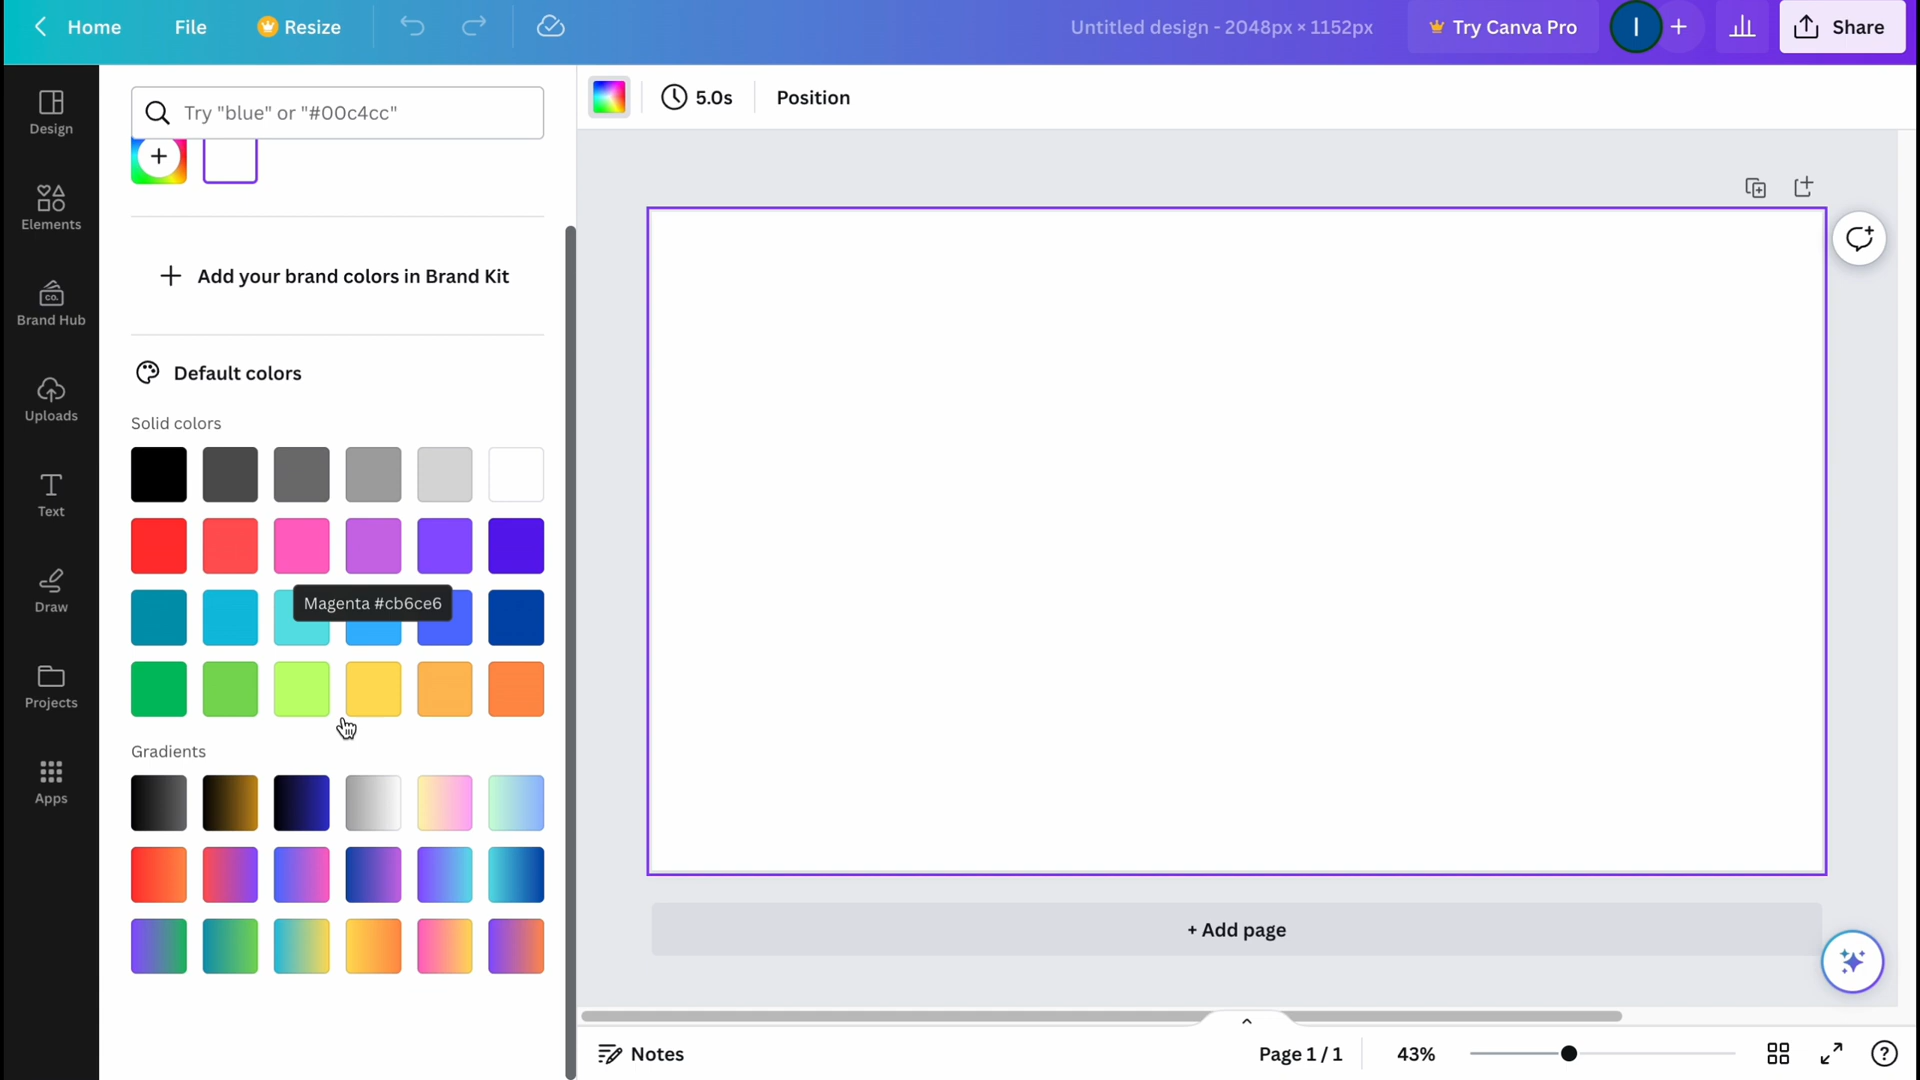 Home
File
Resize
Untitled design - 2048px × 1152px
Try Canva Pro
I
Share
Design
Elements
CO.
Brand Hub
Uploads
Text
Draw
Projects
Apps
Try "blue" or "#00c4cc"
Add your brand colors in Brand Kit
Default colors
Solid colors
Magenta #cb6ce6
Gradients
5.0s
Position
+ Add page
Notes
Page 1 / 1
43%